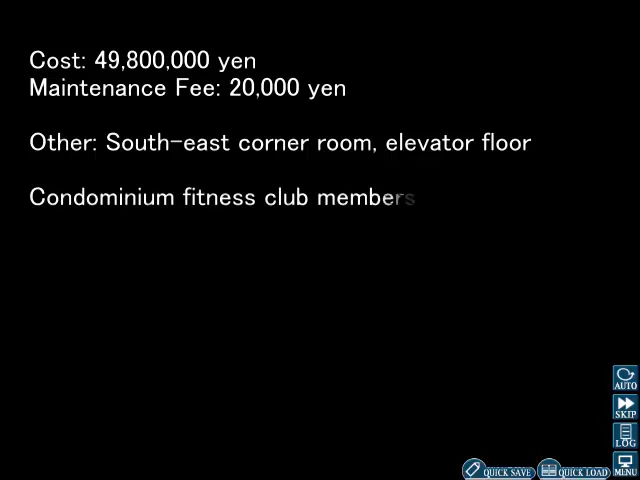 Cost: 49,800,000 yen
Maintenance Fee: 20,000 yen
Other: South-east corner room, elevator floor
Condominium fitness club members
AUTO
SKIP
LOG
MENU
QUICK SAVE
QUICK LOAD